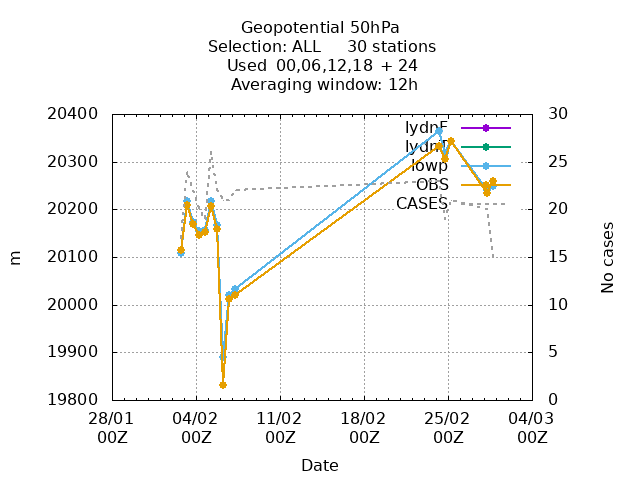 Geopotential 50hPa
Selection: ALL 30 stations
Used 00,06,12,18 + 24
Averaging window: 12h
20400
20300
20200
20100
20000
19900
19800
m
30
25
20
15
10
5
0
No cases
lowp
OBS
CASES
28/01 00Z
04/02 00Z
11/02 00Z
18/02 00Z
25/02 00Z
04/03 00Z
Date